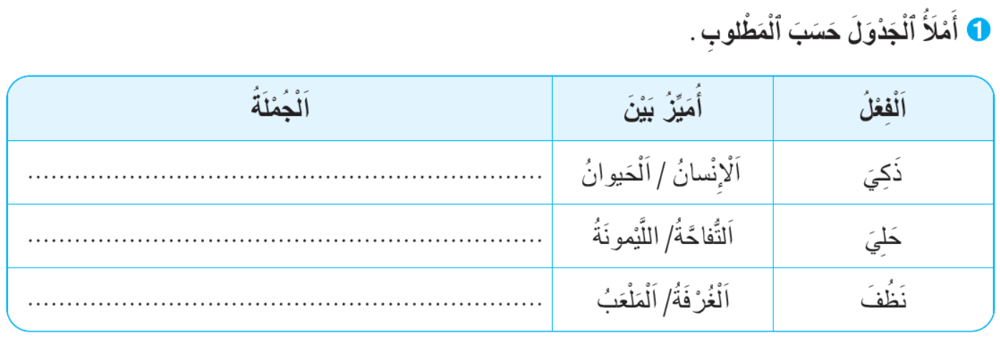 1 أَمْلَأُ ٱلْجَدْوَلَ حَسَبَ ٱلْمَطْلوبِ .
اَلْفِعْلُ أُمَيِّزُ بَيْنَ اَلْجُمْلَةُ
ذَكِيَ اَلْإِنْسانُ / اَلْحَيوانُ ................................................................
حَلِيَ اَلتُّفاحَّةُ/ اللَّيْمونَةُ ................................................................
نَظُفَ اَلْغُرْفَةُ/ اَلْمَلْعَبُ ................................................................